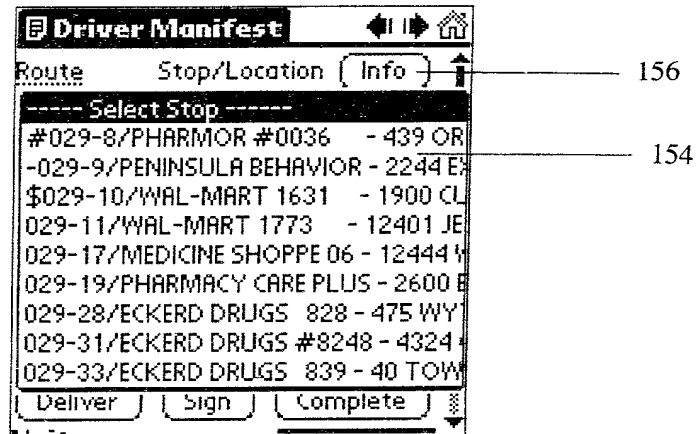 Driver Manifest
Route Stop/Location Info
156
----- Select Stop ------
#029-8/PHARMOR #0036 - 439 OR
154
-029-9/PENINSULA BEHAVIOR - 2244 EX
$029-10/WAL-MART 1631 - 1900 CL
029-11/WAL-MART 1773 - 12401 JE
029-17/MEDICINE SHOPPE 06 - 12444
029-19/PHARMACY CARE PLUS - 2600
029-28/ECKERD DRUGS 828 - 475 WY
029-31/ECKERD DRUGS #8248 - 4324
029-33/ECKERD DRUGS 839 - 40 TOW
Deliver Sign Complete